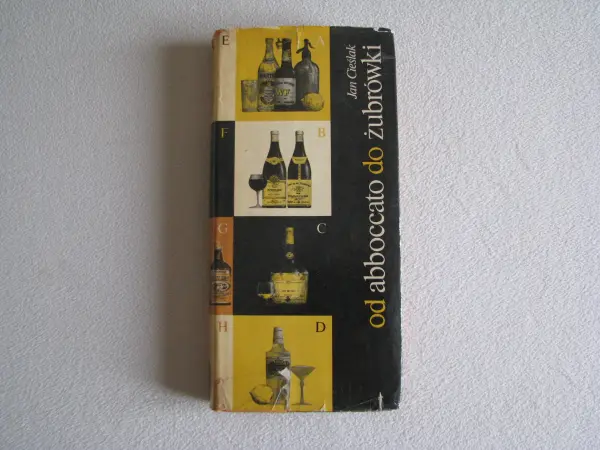 Jan Cieślak
od abboccato do żubrówki
E
A
F
B
G
C
H
D